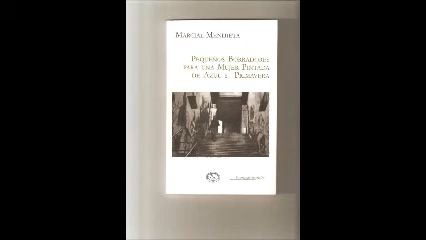 Marcial Mendieta
Pequeños Borradores
para una Mujer Pintada
de Azul y Primavera